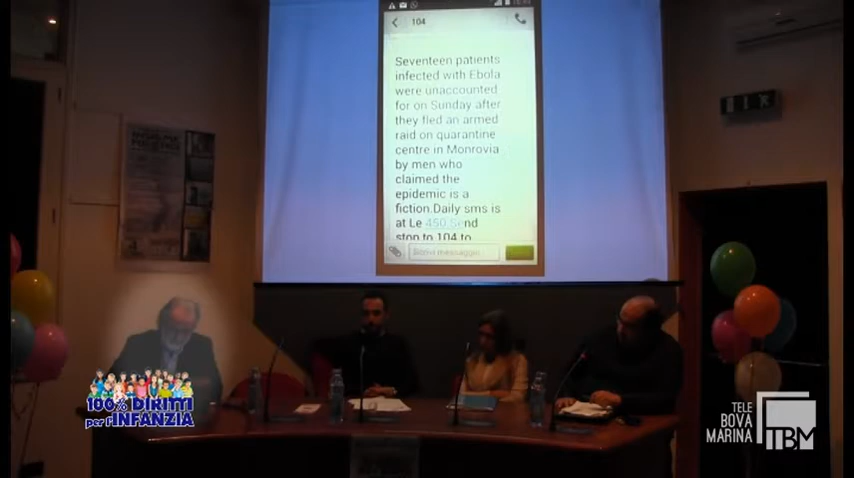 104
Seventeen patients
infected with Ebola
were unaccounted
for on Sunday after
they fled an armed
raid on quarantine
centre in Monrovia
by men who
claimed the
epidemic is a
fiction.Daily sms is
at Le 450.Send
stop to 104 to
100% DIRITTI
per l'INFANZIA
TELE
BOVA
MARINA
TBM